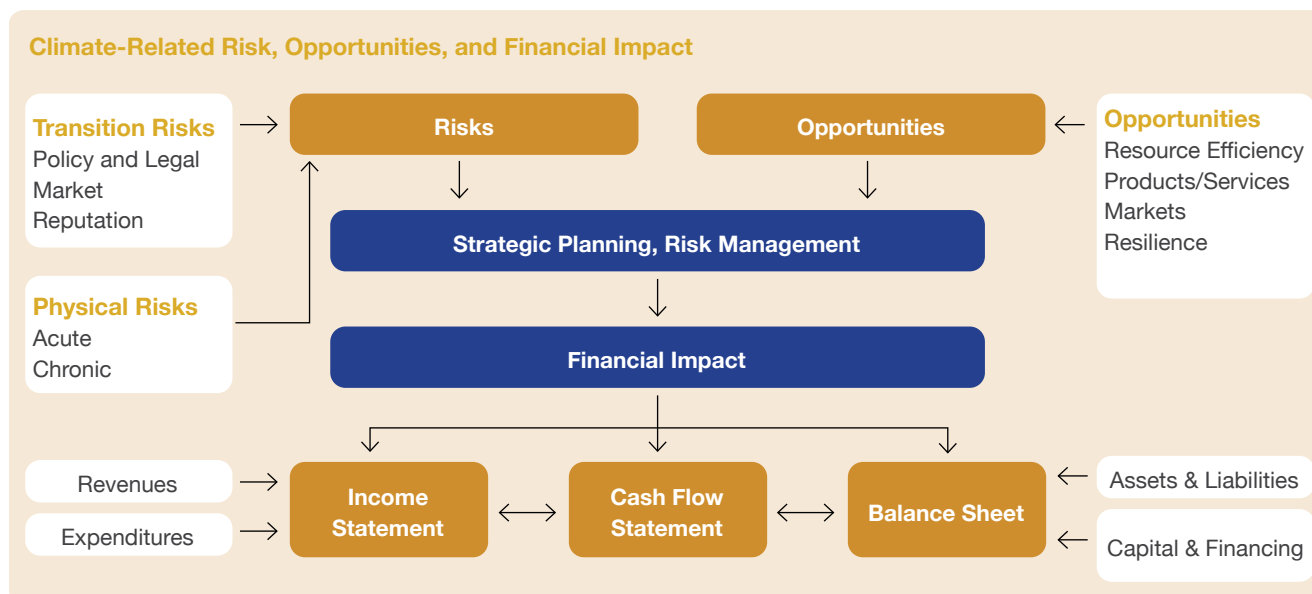 Climate-Related Risk, Opportunities, and Financial Impact
Transition Risks
Policy and Legal
Market
Reputation
Physical Risks
Acute
Chronic
Risks
Opportunities
Opportunities
Resource Efficiency
Products/Services
Markets
Resilience
Strategic Planning, Risk Management
Financial Impact
Revenues
Expenditures
Income
Statement
Cash Flow
Statement
Balance Sheet
Assets & Liabilities
Capital & Financing